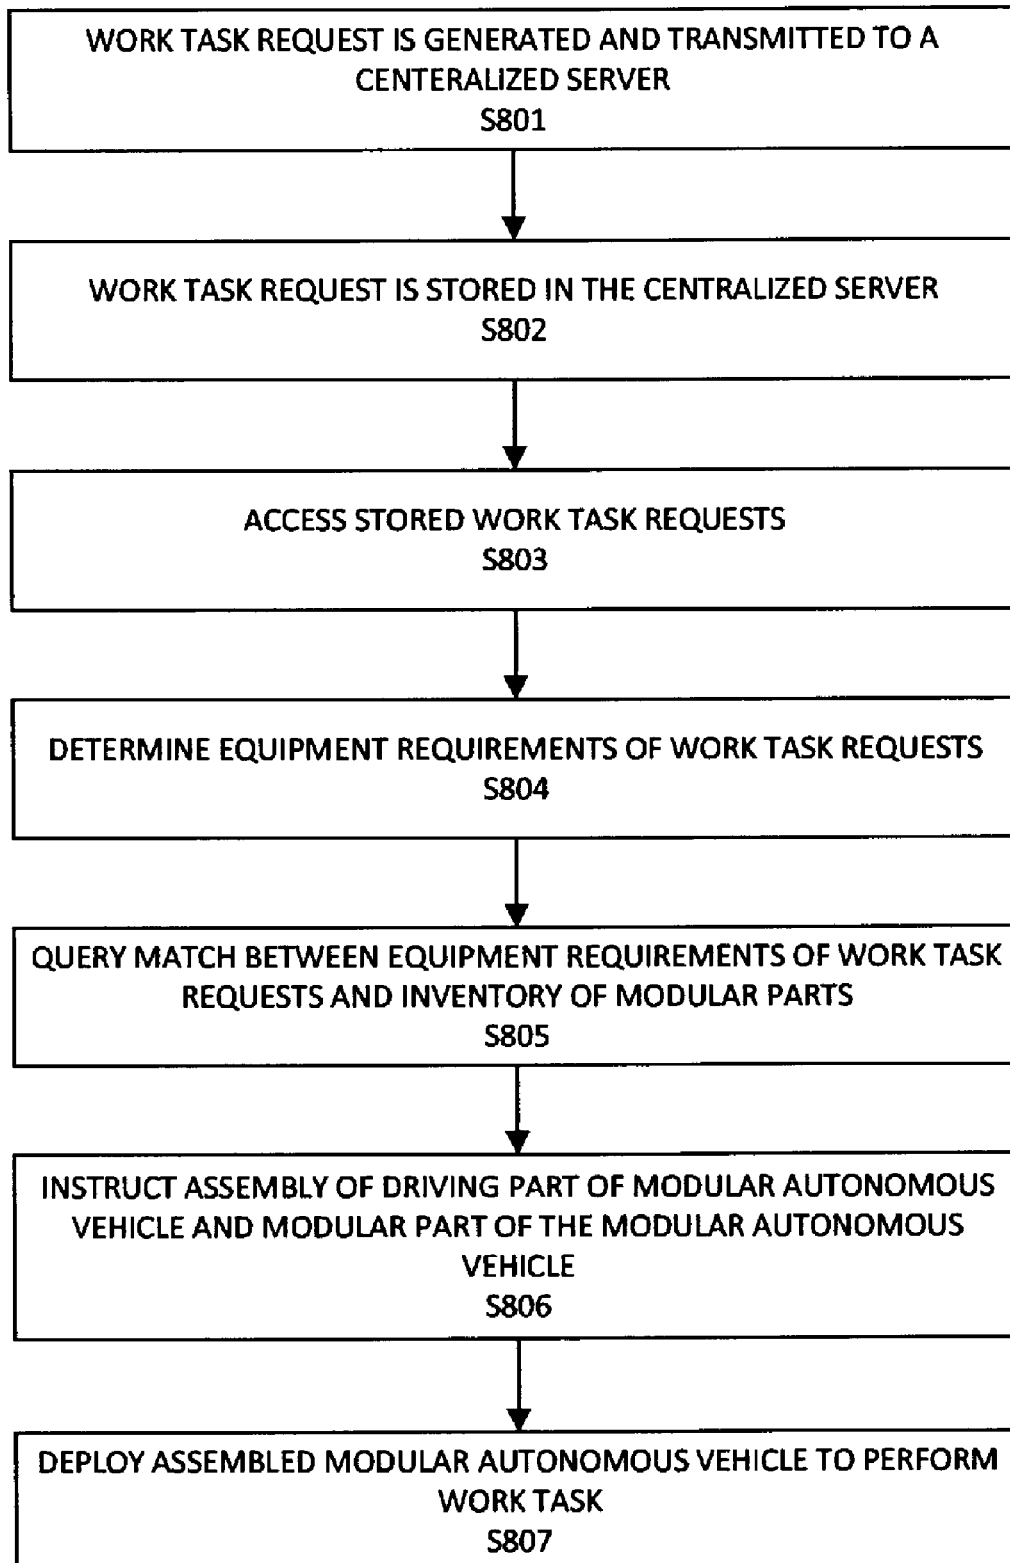 WORK TASK REQUEST IS GENERATED AND TRANSMITTED TO A
CENTERALIZED SERVER
S801
WORK TASK REQUEST IS STORED IN THE CENTRALIZED SERVER
S802
ACCESS STORED WORK TASK REQUESTS
S803
DETERMINE EQUIPMENT REQUIREMENTS OF WORK TASK REQUESTS
S804
QUERY MATCH BETWEEN EQUIPMENT REQUIREMENTS OF WORK TASK
REQUESTS AND INVENTORY OF MODULAR PARTS
S805
INSTRUCT ASSEMBLY OF DRIVING PART OF MODULAR AUTONOMOUS
VEHICLE AND MODULAR PART OF THE MODULAR AUTONOMOUS
VEHICLE
S806
DEPLOY ASSEMBLED MODULAR AUTONOMOUS VEHICLE TO PERFORM
WORK TASK
S807